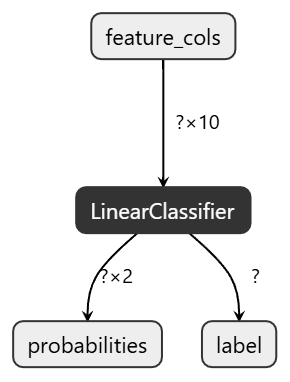 feature_cols
?×10
LinearClassifier
?×2
?
probabilities
label